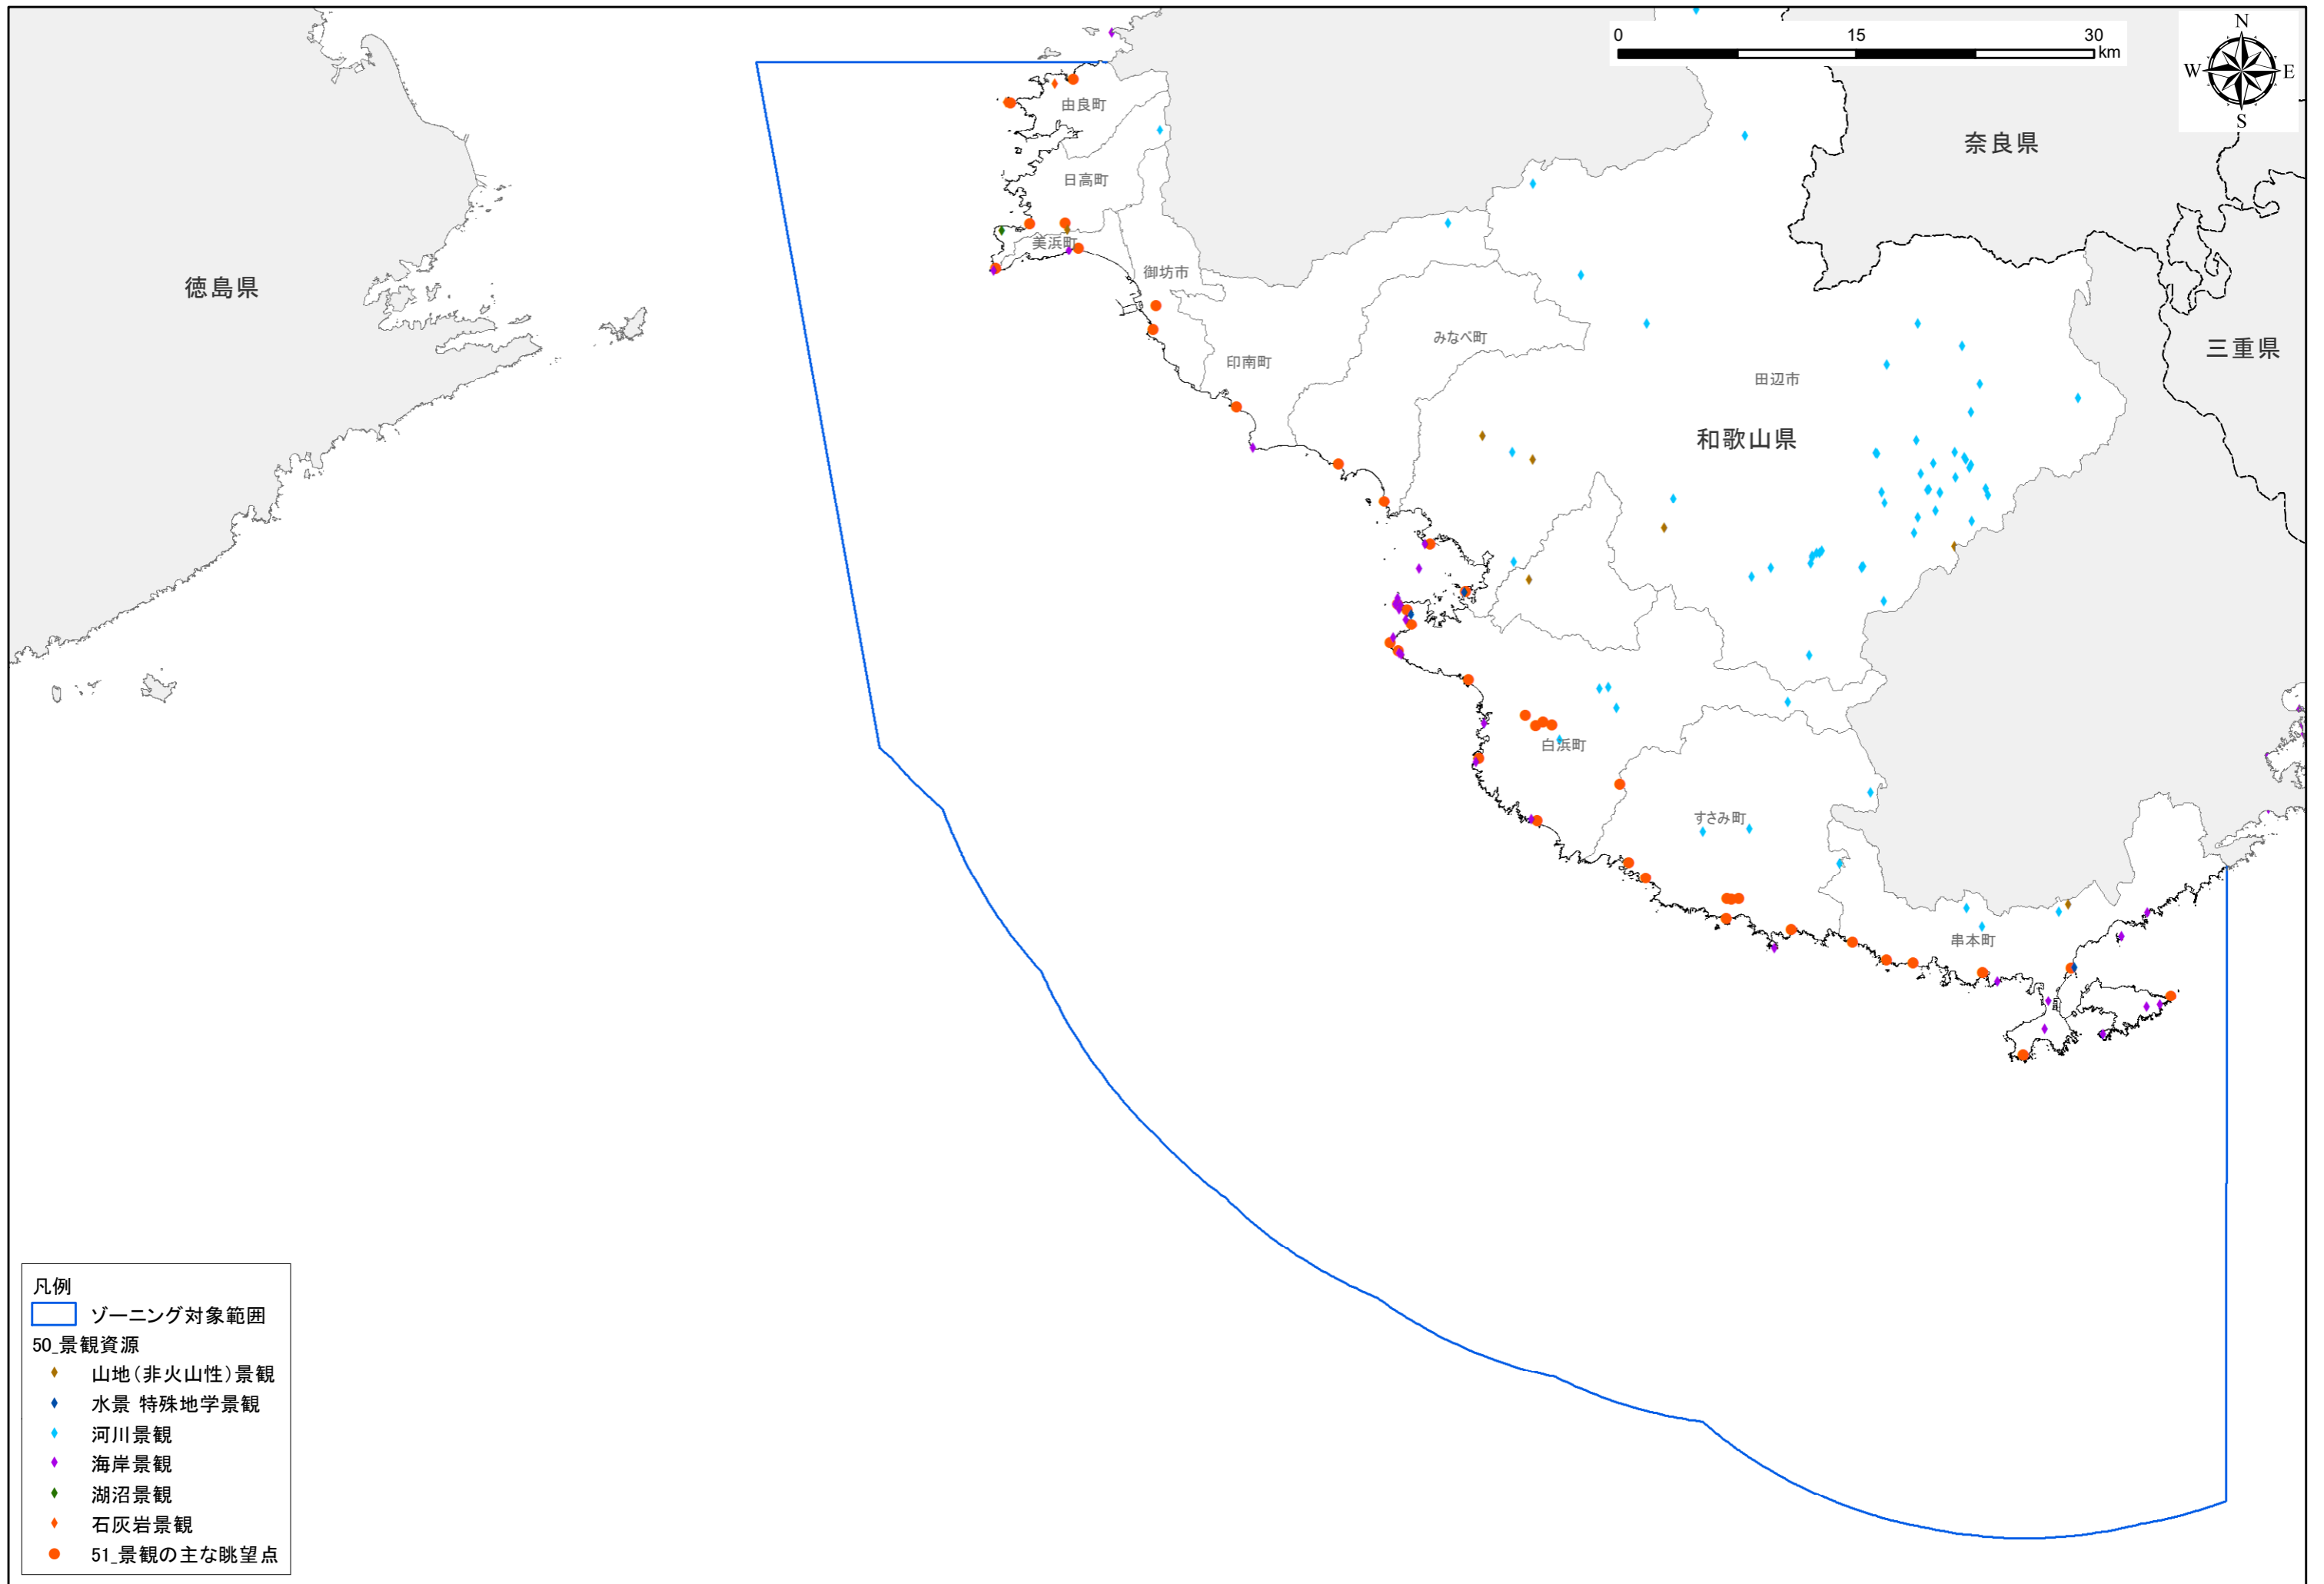 0 15 30
km
N
W E
S
由良町
奈良県
日高町
美浜町
御坊市
徳島県
みなべ町
三重県
印南町
田辺市
和歌山県
白浜町
すさみ町
串本町
凡例
ゾーニング対象範囲
50_景観資源
山地(非火山性)景観
水景 特殊地学景観
河川景観
海岸景観
湖沼景観
石灰岩景観
51_景観の主な眺望点